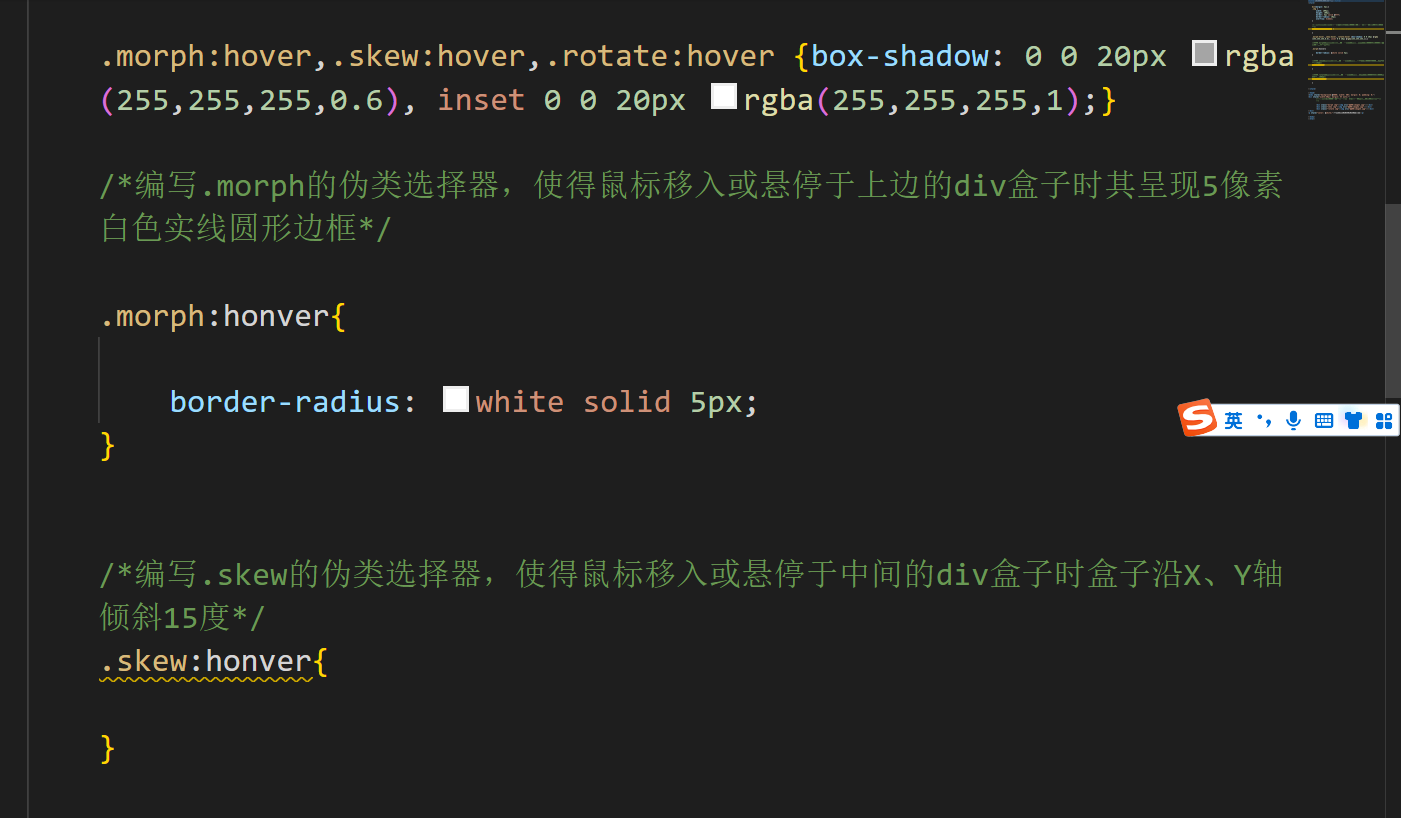 .morph:hover,.skew:hover,.rotate:hover {box-shadow: 0 0 20px rgba
(255,255,255,0.6), inset 0 0 20px rgba(255,255,255,1);}
/*编写.morph的伪类选择器，使得鼠标移入或悬停于上边的div盒子时其呈现5像素
白色实线圆形边框*/
.morph:honver{
border-radius: white solid 5px;
}
英
/*编写.skew的伪类选择器，使得鼠标移入或悬停于中间的div盒子时盒子沿X、Y轴
倾斜15度*/
.skew:honver{
}